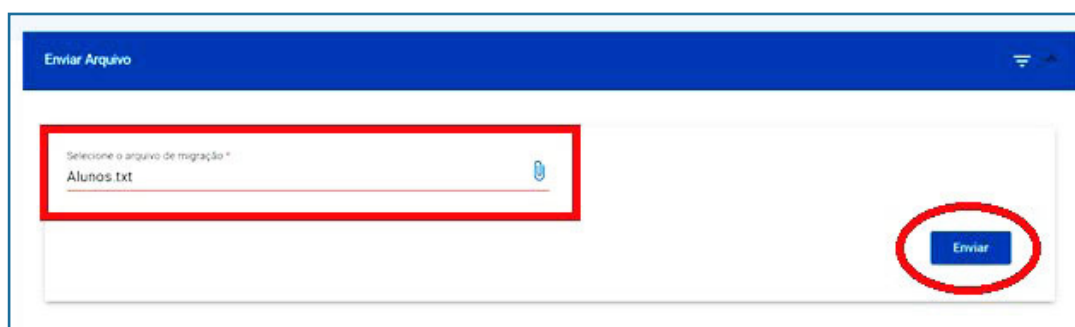 Enviar Arquivo
Selecione o arquivo de migração *
Alunos.txt
Enviar